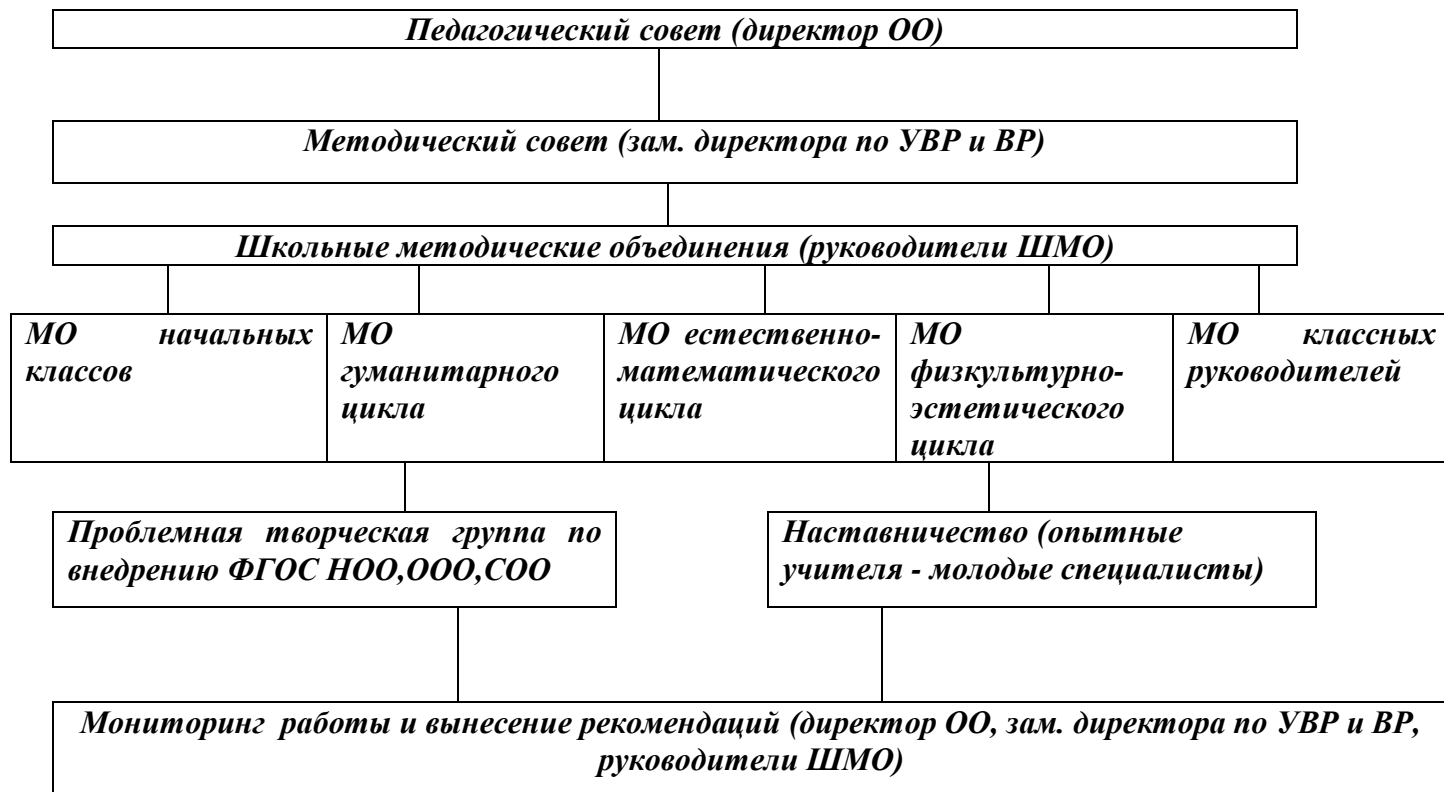 Педагогический совет (директор ОО)
Методический совет (зам. директора по УВР и ВР)
Школьные методические объединения (руководители ШМО)
МО начальных
классов
МО
гуманитарного
цикла
МО естественно-
математического
цикла
МО
физкультурно-
эстетического
цикла
МО классных
руководителей
Проблемная творческая группа по
внедрению ФГОС НОО,ООО,СОО
Наставничество (опытные
учителя - молодые специалисты)
Мониторинг работы и вынесение рекомендаций (директор ОО, зам. директора по УВР и ВР,
руководители ШМО)